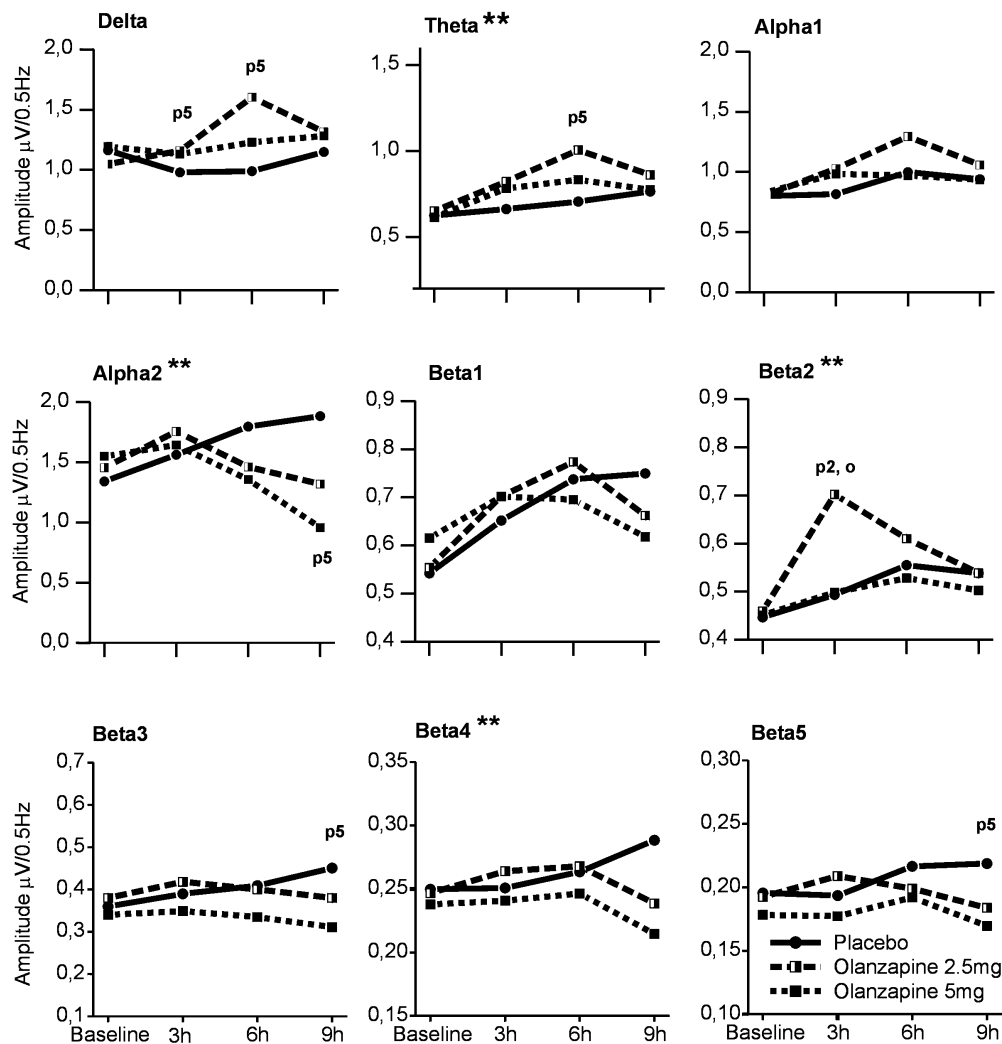 Delta
Amplitude µV/0.5Hz
2,0
1,5
1,0
0,5
0,0
p5
p5
Theta **
1,5
1,0
0,5
p5
Alpha1
2,0
1,5
1,0
0,5
0,0
Alpha2 **
Amplitude µV/0.5Hz
2,0
1,5
1,0
0,5
0,0
p5
Beta1
0,9
0,8
0,7
0,6
0,5
0,4
Beta2 **
0,9
0,8
0,7
0,6
0,5
0,4
p2, o
Beta3
Amplitude µV/0.5Hz
0,7
0,6
0,5
0,4
0,3
0,2
0,1
p5
Baseline 3h 6h 9h
Beta4 **
0,35
0,30
0,25
0,20
0,15
Baseline 3h 6h 9h
Beta5
0,30
0,25
0,20
0,15
0,10
p5
Placebo
Olanzapine 2.5mg
Olanzapine 5mg
Baseline 3h 6h 9h